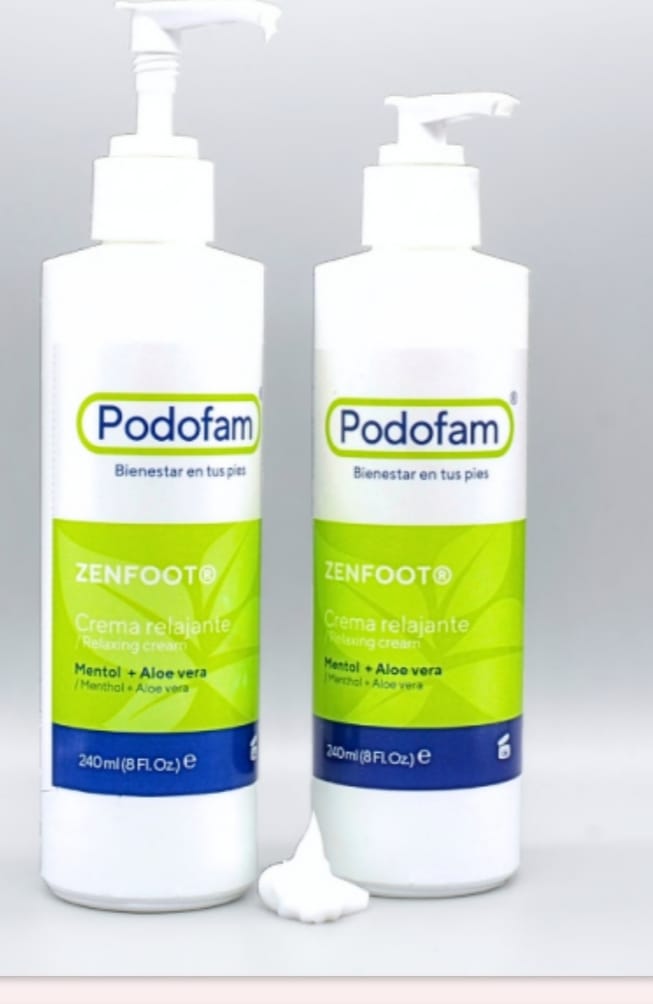 Podofam
Bienestar en tus pies
ZENFOOT®
Crema relajante
/Relaxing cream
Mentol + Aloe vera
/ Menthol + Aloe vera
240ml (8 Fl. Oz.) e
Podofam®
Bienestar en tus pies
ZENFOOT®
Crema relajante
/Relaxing cream
Mentol + Aloe vera
/ Menthol + Aloe vera
240ml (8 Fl. Oz.) e